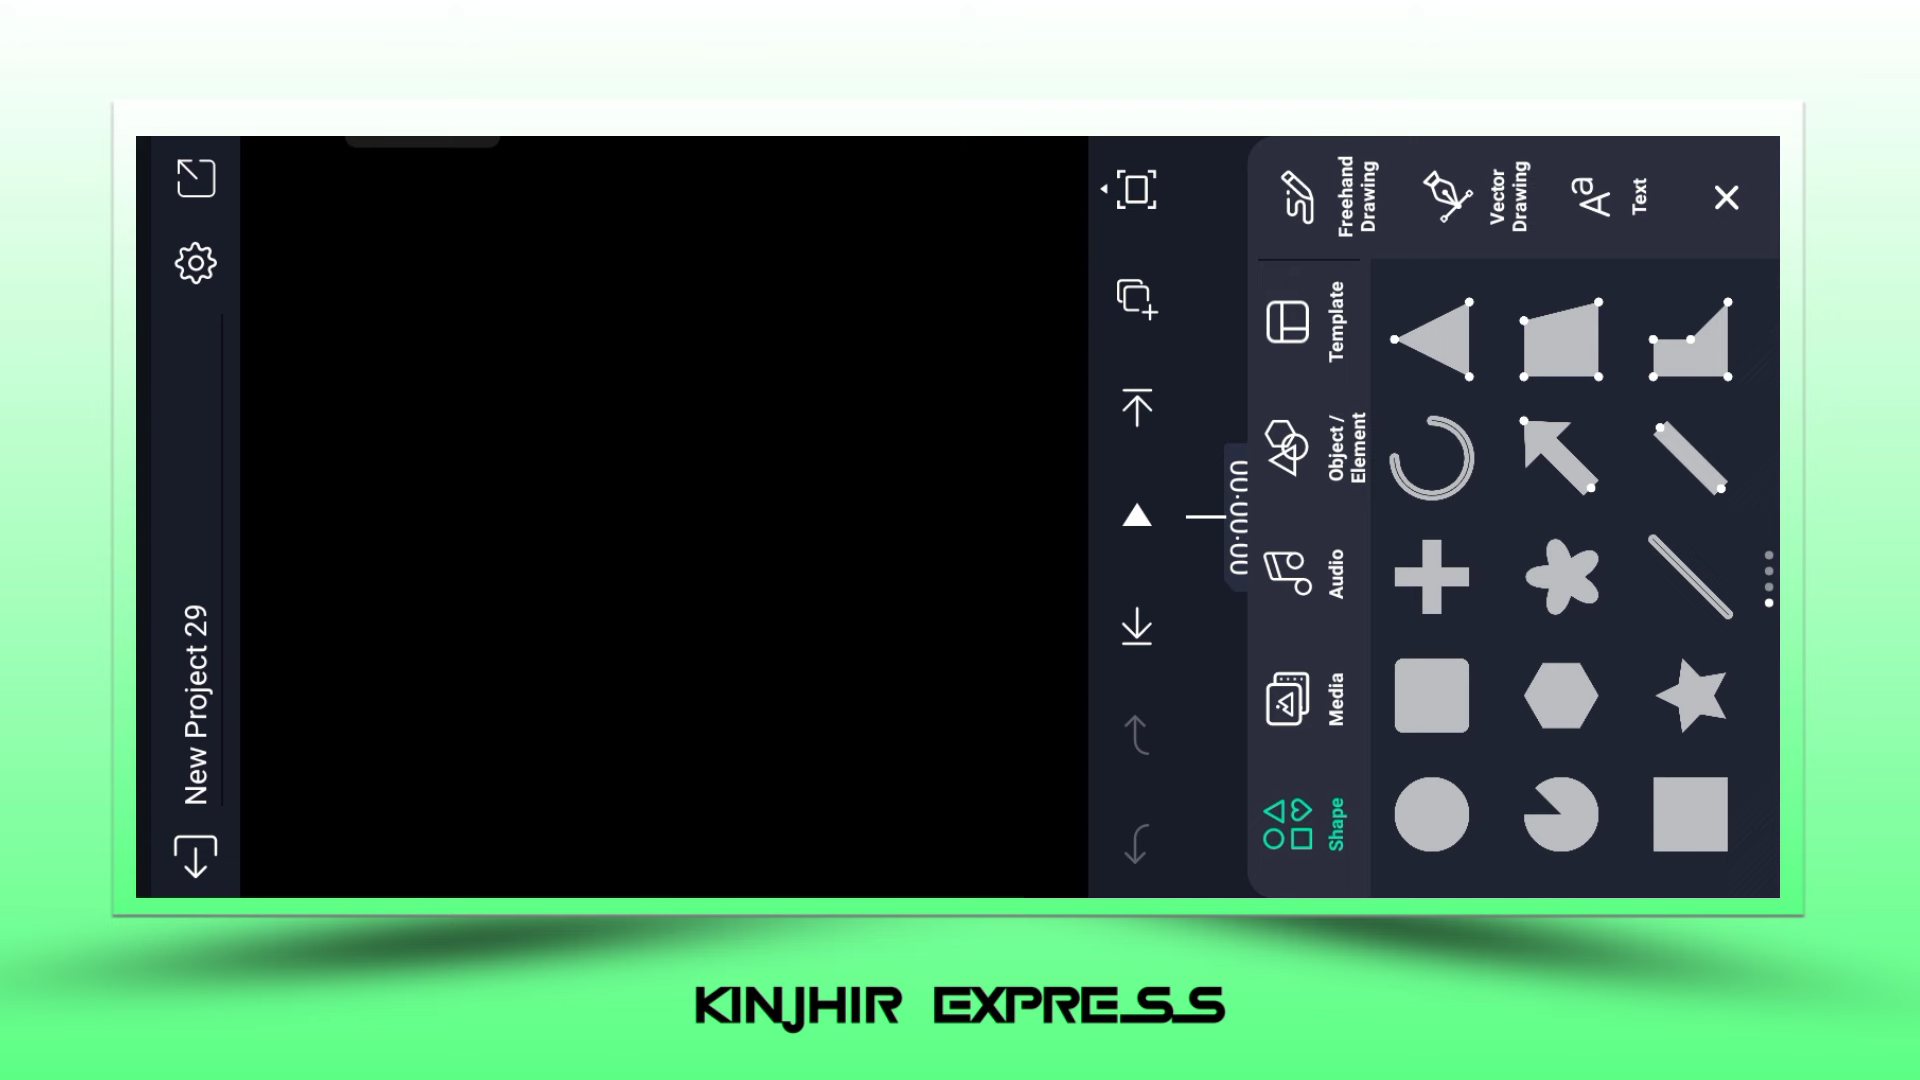 New Project 29
00:00:00
Shape
Media
Audio
Object /
Element
Template
Freehand
Drawing
Vector
Drawing
Aa
Text
KINJHIR EXPRESS